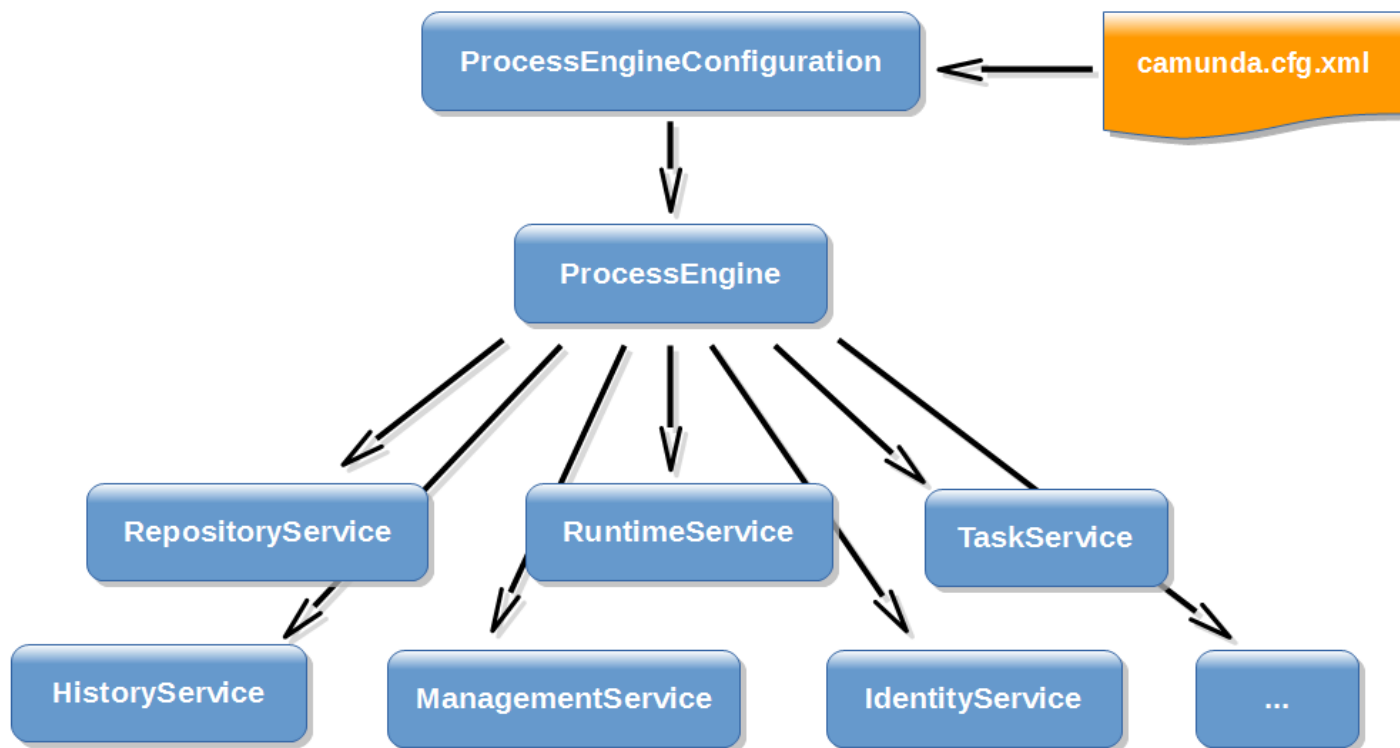 ProcessEngineConfiguration
camunda.cfg.xml
ProcessEngine
RepositoryService
RuntimeService
TaskService
HistoryService
ManagementService
IdentityService
...